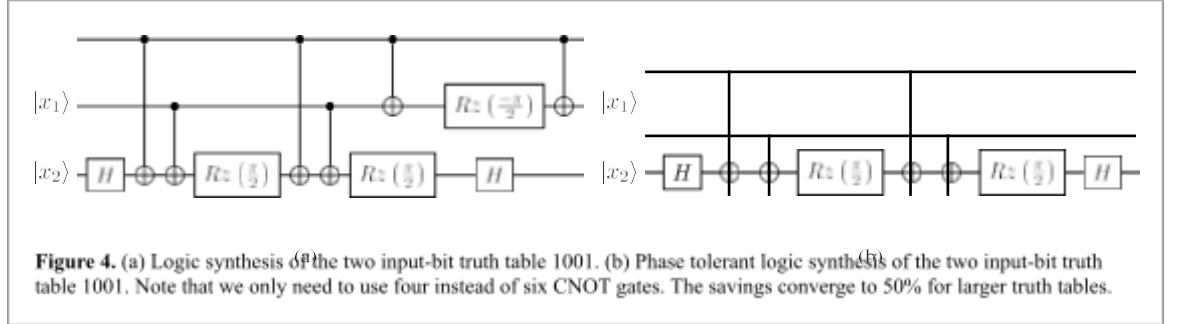 |x₁⟩ Rz(-π/2) |x₁⟩
|x₂⟩ H Rz(π/2) Rz(π/2) H |x₂⟩ H Rz(π/2) Rz(π/2) H
(a) (b)
Figure 4. (a) Logic synthesis of the two input-bit truth table 1001. (b) Phase tolerant logic synthesis of the two input-bit truth
table 1001. Note that we only need to use four instead of six CNOT gates. The savings converge to 50% for larger truth tables.